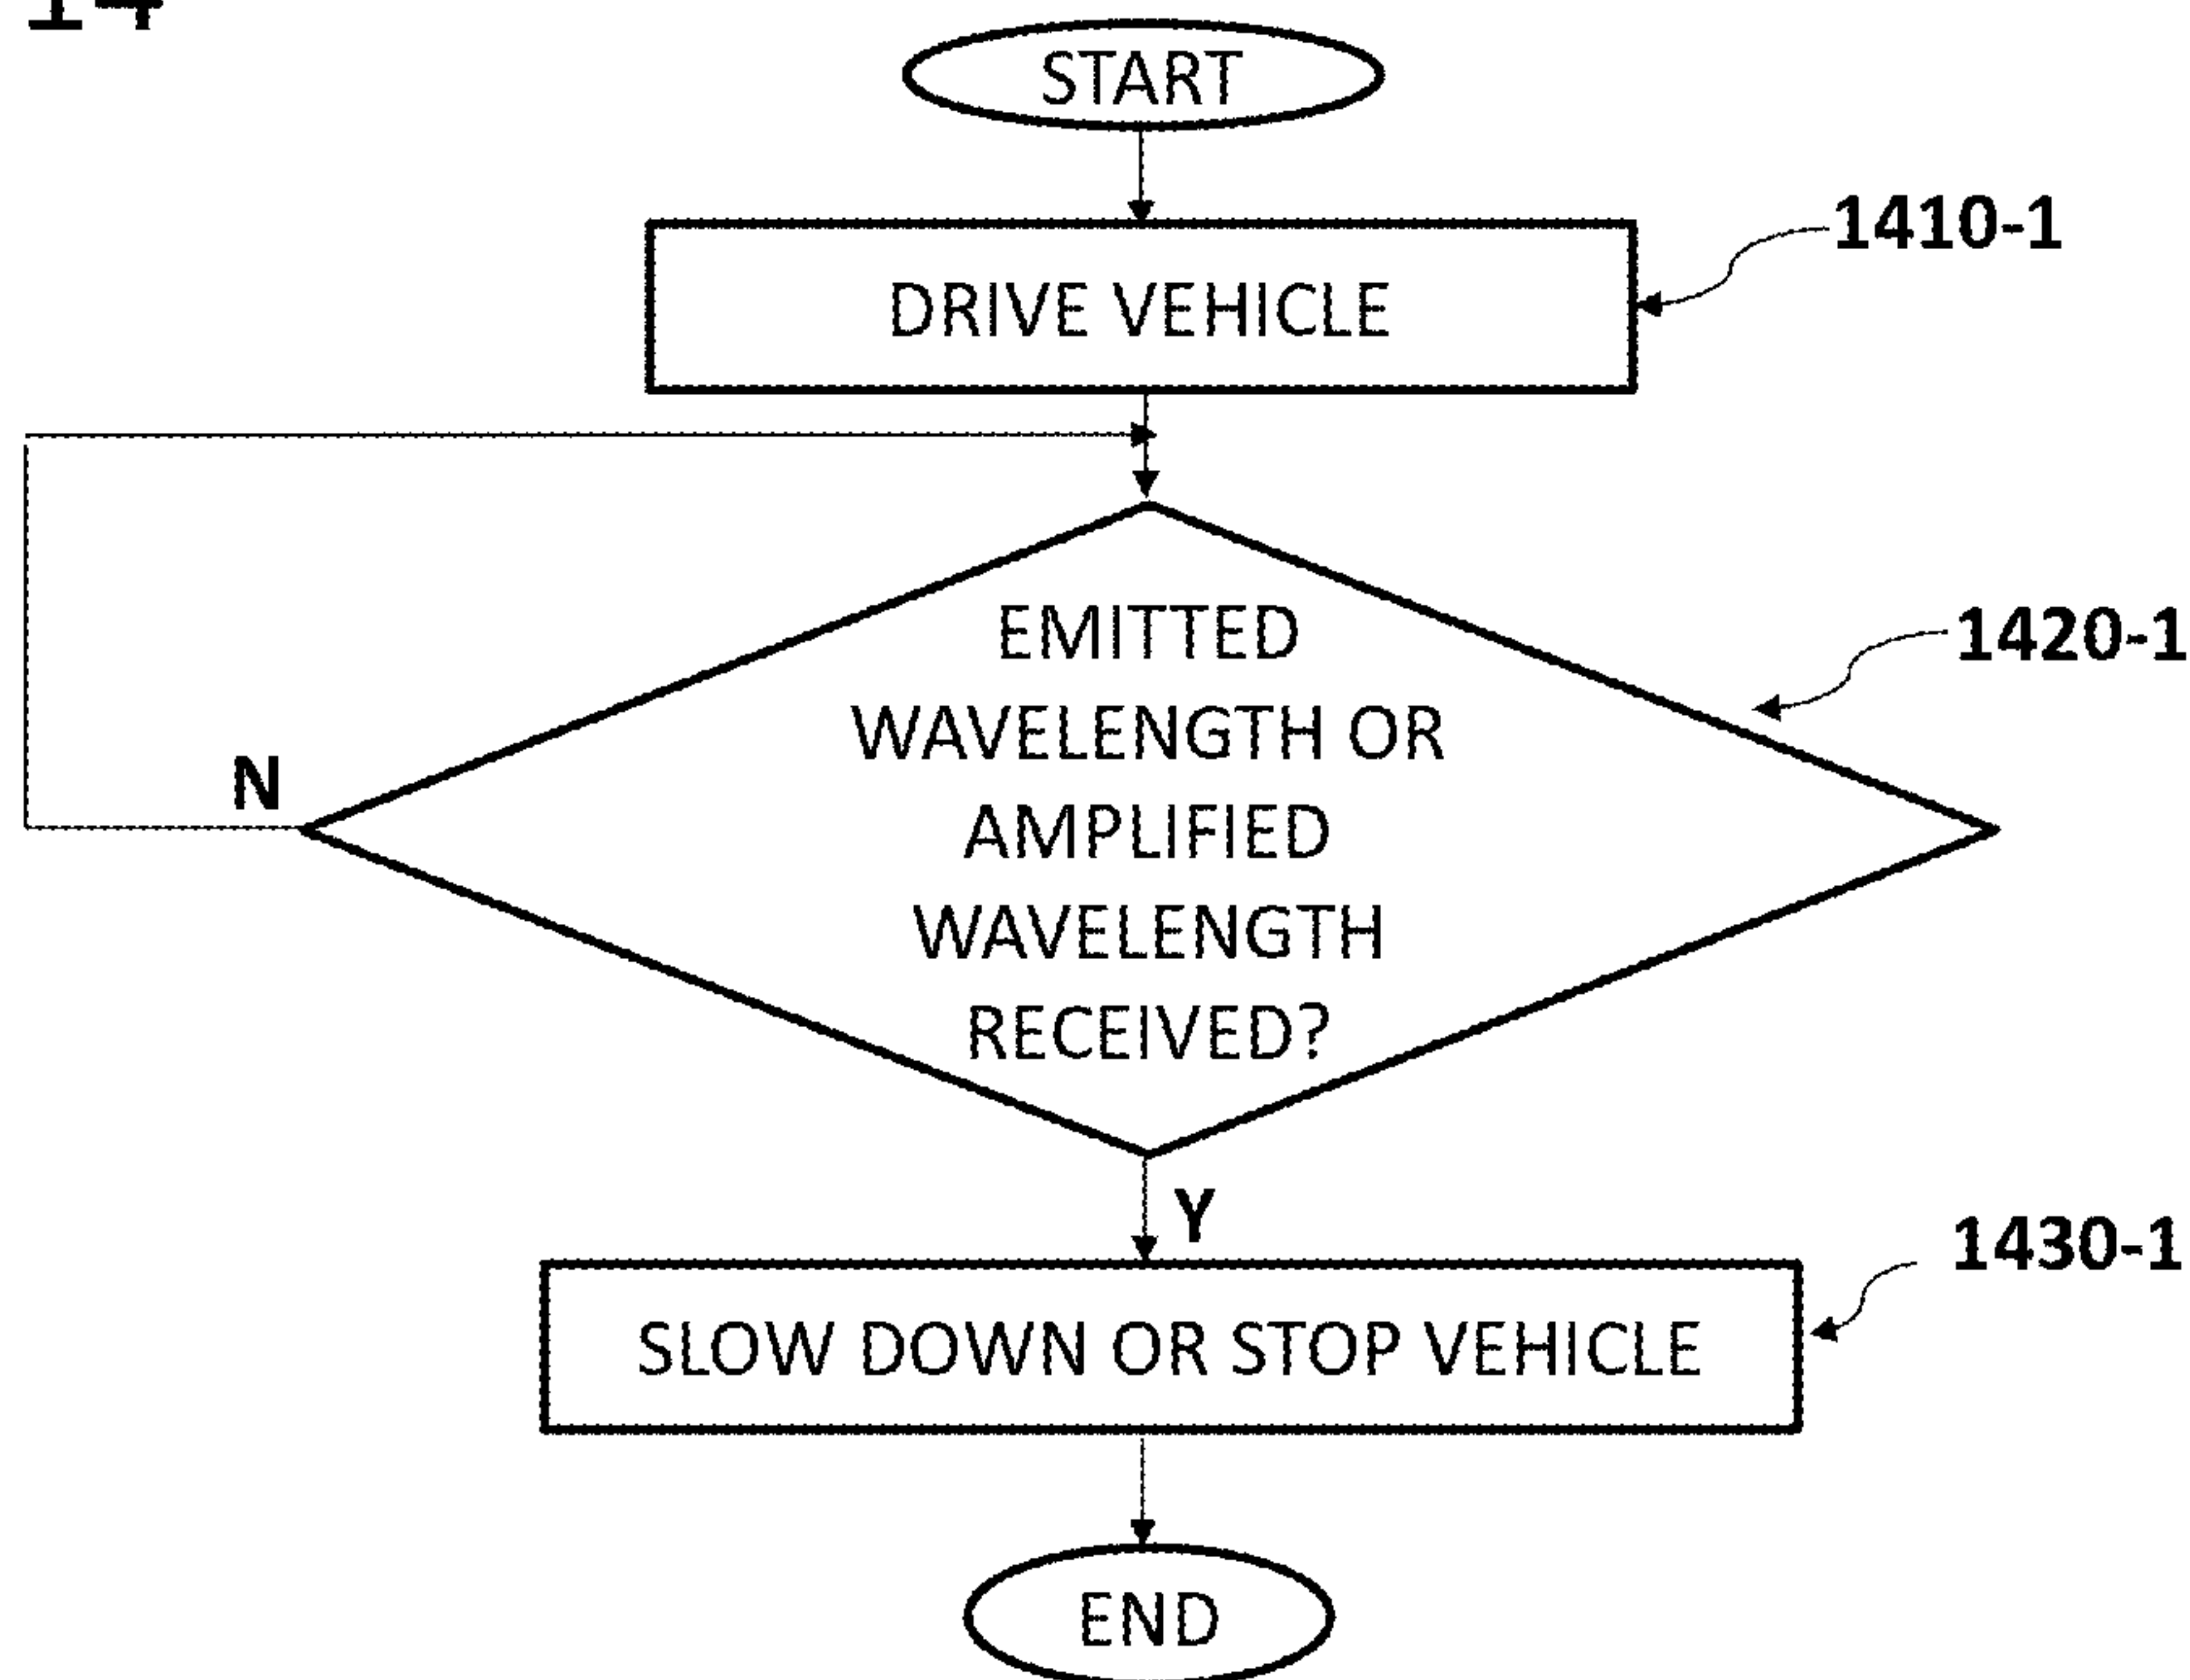 14
START
1410-1
DRIVE VEHICLE
EMITTED
1420-1
WAVELENGTH OR
N
AMPLIFIED
WAVELENGTH
RECEIVED?
Y
1430-1
SLOW DOWN OR STOP VEHICLE
END